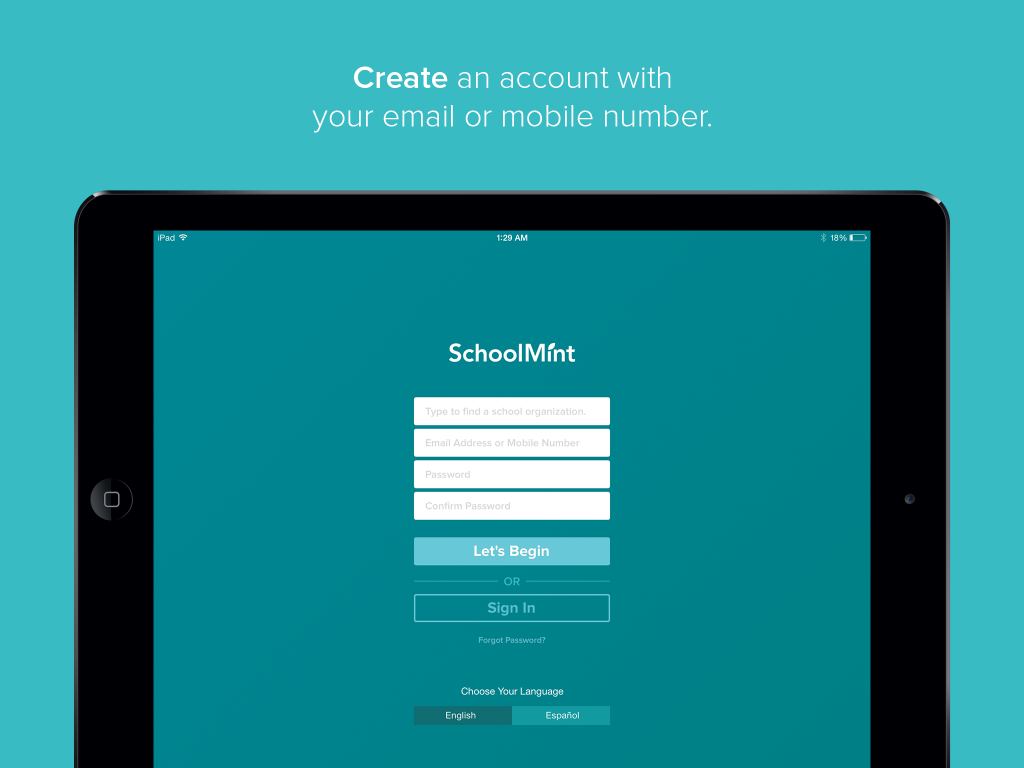 Create an account with
your email or mobile number.
iPad 1:29 AM 18%
SchoolMint
Type to find a school organization.
Email Address or Mobile Number
Password
Confirm Password
Let's Begin
OR
Sign In
Forgot Password?
Choose Your Language
English Español